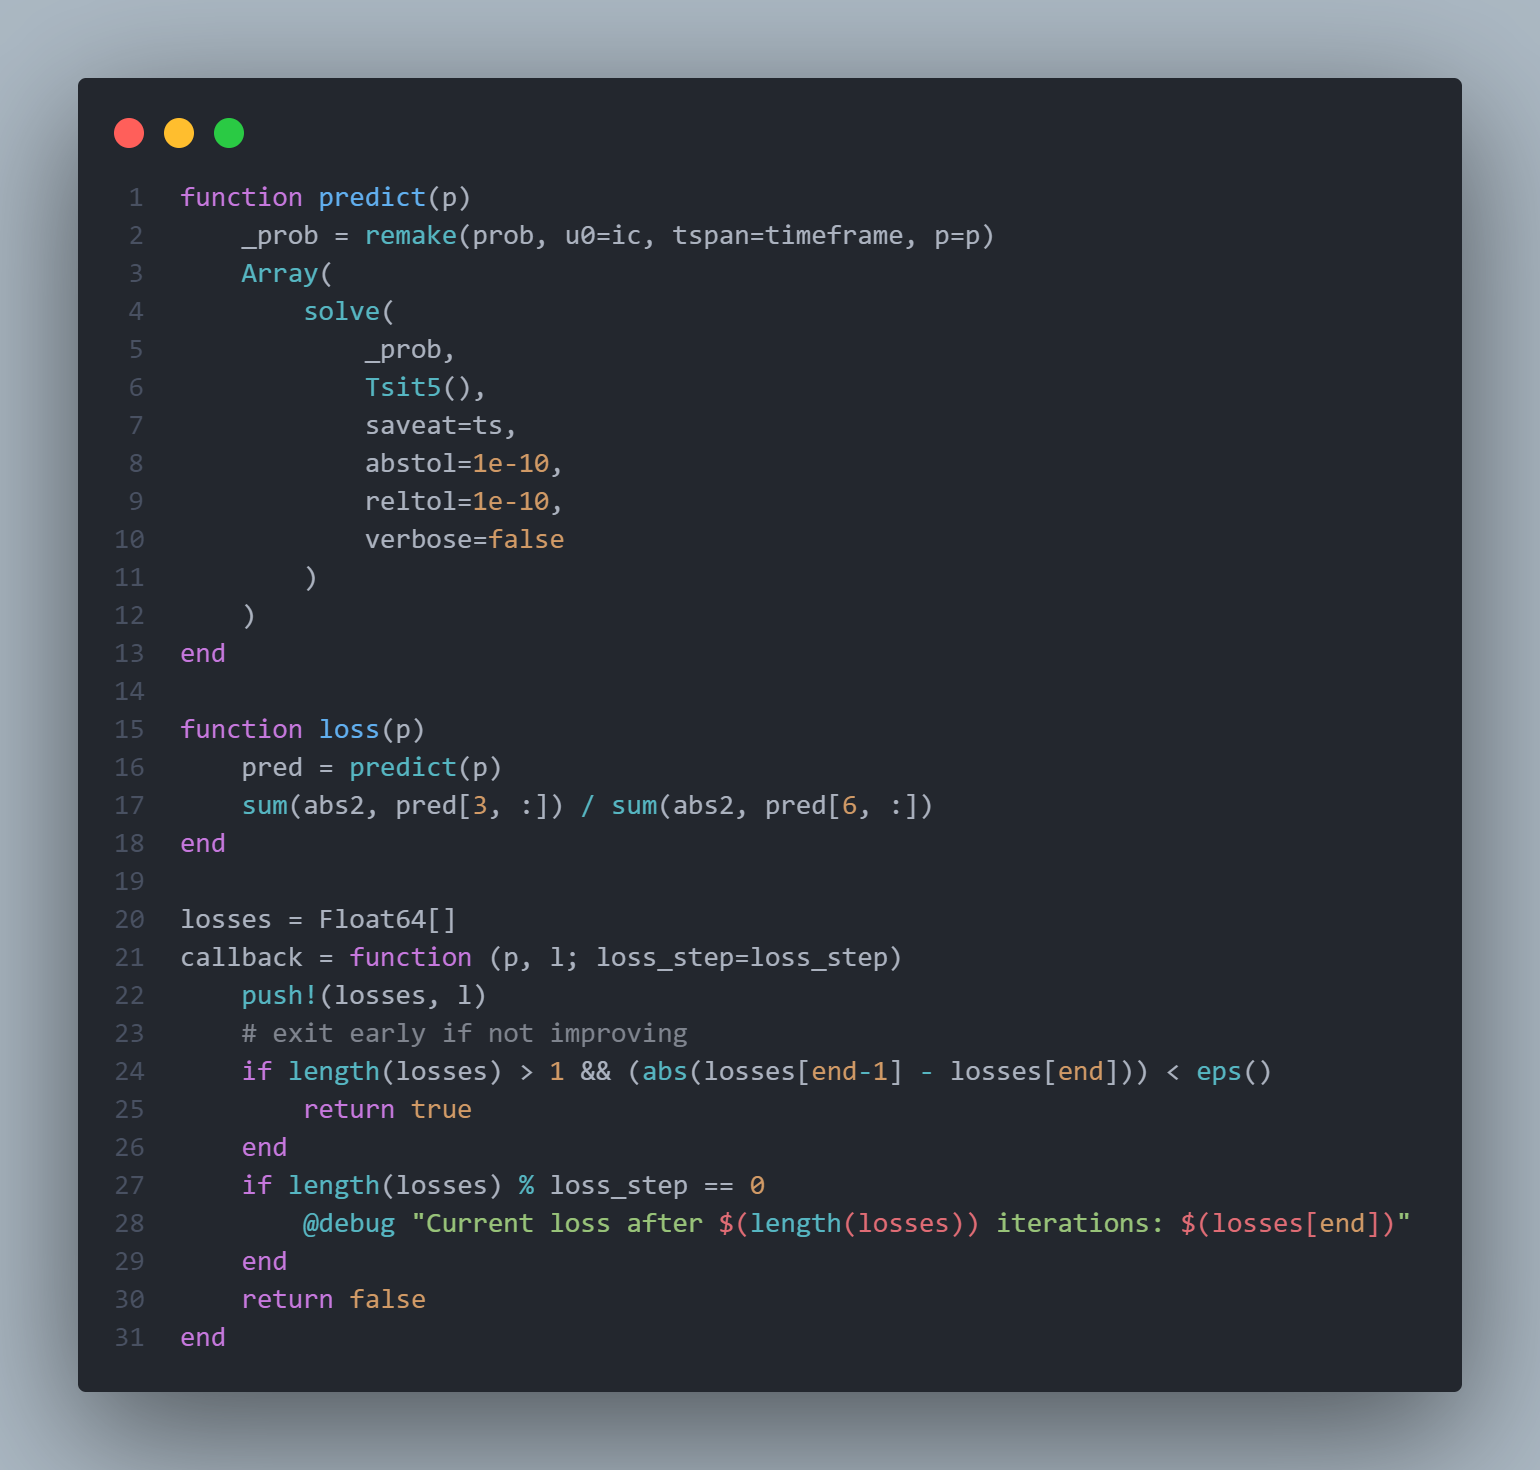 1 function predict(p)
2     _prob = remake(prob, u0=ic, tspan=timeframe, p=p)
3     Array(
4         solve(
5             _prob,
6             Tsit5(),
7             saveat=ts,
8             abstol=1e-10,
9             reltol=1e-10,
10             verbose=false
11         )
12     )
13 end
14
15 function loss(p)
16     pred = predict(p)
17     sum(abs2, pred[3, :]) / sum(abs2, pred[6, :])
18 end
19
20 losses = Float64[]
21 callback = function (p, l; loss_step=loss_step)
22     push!(losses, l)
23     # exit early if not improving
24     if length(losses) > 1 && (abs(losses[end-1] - losses[end])) < eps()
25         return true
26     end
27     if length(losses) % loss_step == 0
28         @debug "Current loss after $(length(losses)) iterations: $(losses[end])"
29     end
30     return false
31 end